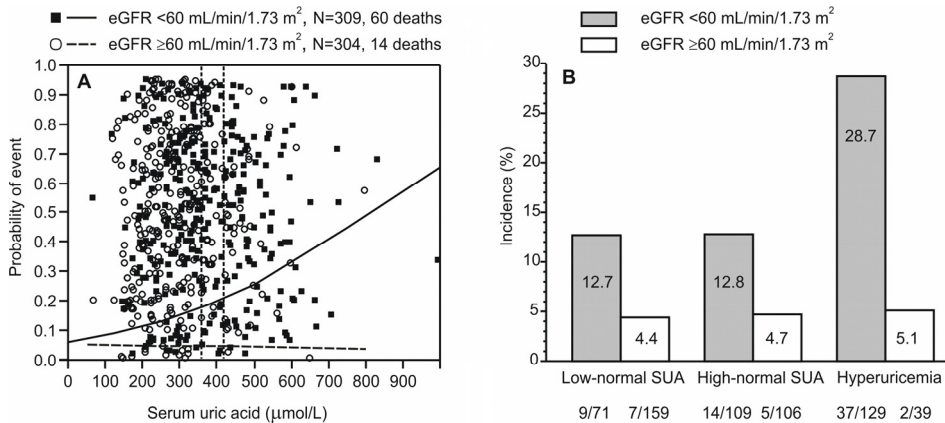 eGFR <60 mL/min/1.73 m², N=309, 60 deaths
eGFR ≥60 mL/min/1.73 m², N=304, 14 deaths
A
Probability of event
1.0
0.9
0.8
0.7
0.6
0.5
0.4
0.3
0.2
0.1
0.0
0 100 200 300 400 500 600 700 800 900
Serum uric acid (µmol/L)
eGFR <60 mL/min/1.73 m²
eGFR ≥60 mL/min/1.73 m²
B
Incidence (%)
30
25
20
15
10
5
0
12.7 4.4 12.8 4.7 28.7 5.1
Low-normal SUA High-normal SUA Hyperuricemia
9/71 7/159 14/109 5/106 37/129 2/39